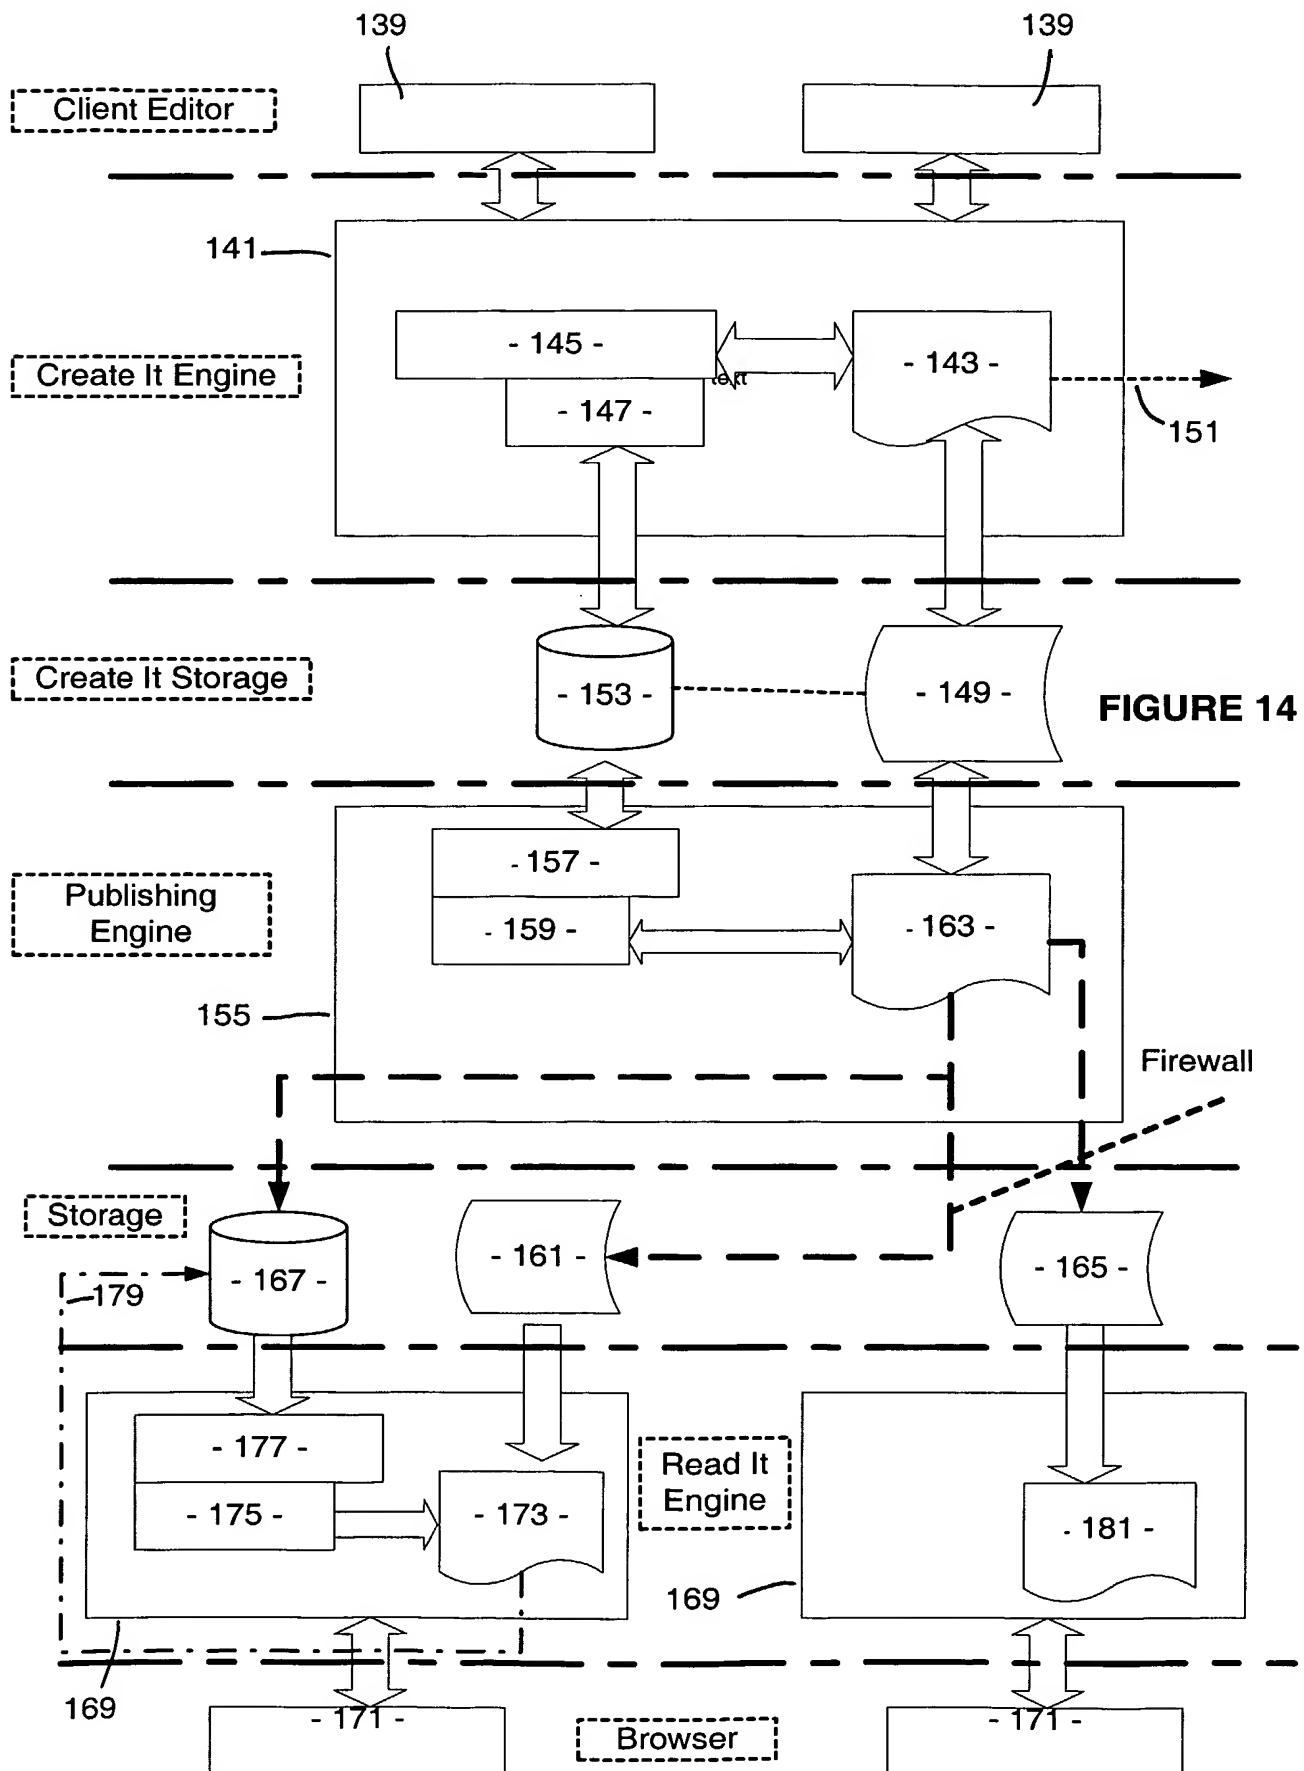 139
139
Client Editor
141
- 145 -
- 143 -
Create It Engine
text
- 147 -
151
Create It Storage
- 153 -
- 149 -
FIGURE 14
- 157 -
Publishing
Engine
- 159 -
- 163 -
155
Firewall
Storage
- 161 -
- 167 -
- 165 -
179
- 177 -
Read It
Engine
- 175 -
- 173 -
- 181 -
169
169
- 171 -
- 171 -
Browser